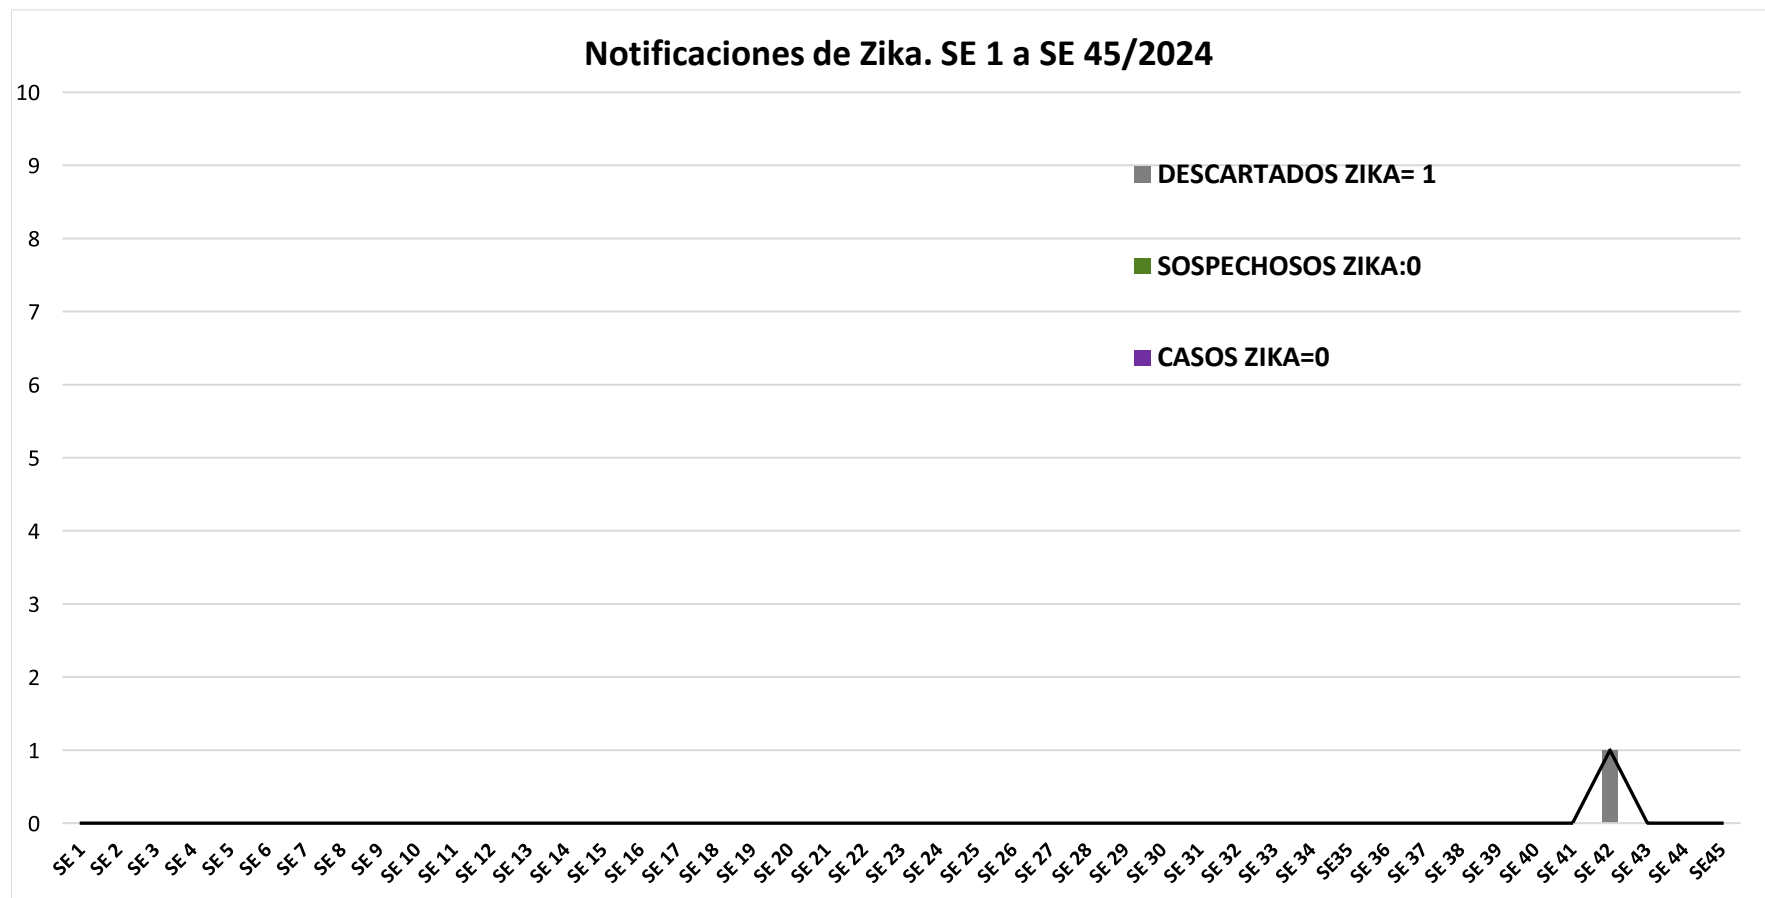 Notificaciones de Zika. SE 1 a SE 45/2024
10
9
DESCARTADOS ZIKA= 1
8
SOSPECHOSOS ZIKA:0
7
CASOS ZIKA=0
6
5
4
3
2
1
0
SE 1 SE 2 SE 3 SE 4 SE 5 SE 6 SE 7 SE 8 SE 9 SE 10 SE 11 SE 12 SE 13 SE 14 SE 15 SE 16 SE 17 SE 18 SE 19 SE 20 SE 21 SE 22 SE 23 SE 24 SE 25 SE 26 SE 27 SE 28 SE 29 SE 30 SE 31 SE 32 SE 33 SE 34 SE35 SE 36 SE 37 SE 38 SE 39 SE 40 SE 41 SE 42 SE 43 SE 44 SE45